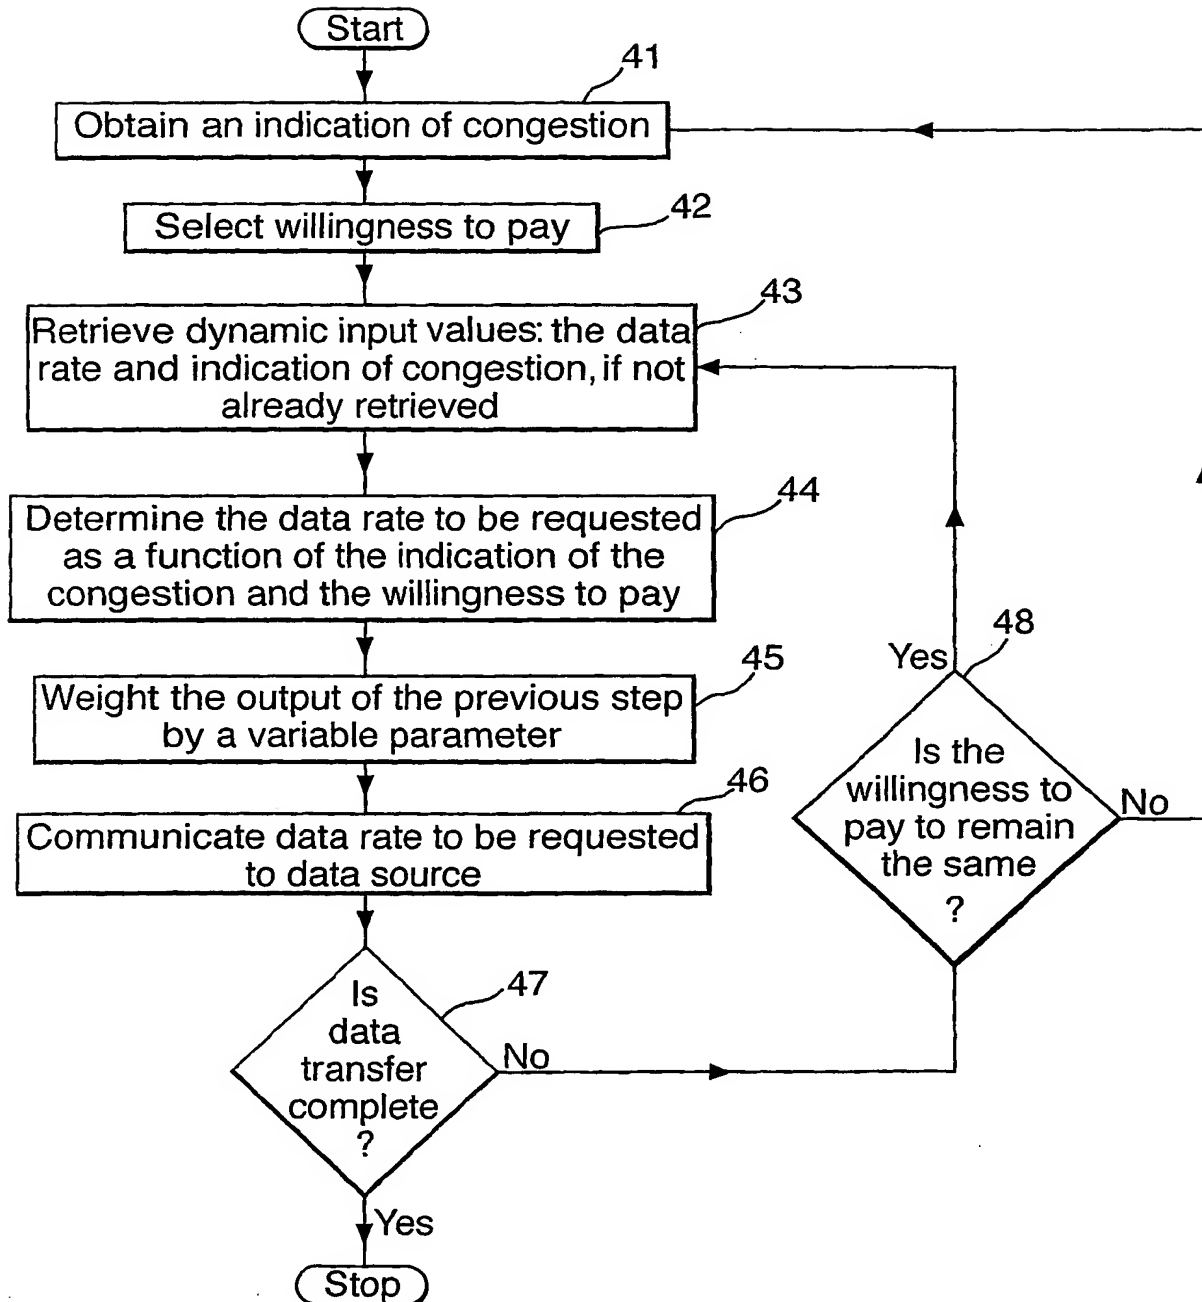 Start
41
Obtain an indication of congestion
42
Select willingness to pay
43
Retrieve dynamic input values: the data
rate and indication of congestion, if not
already retrieved
44
Determine the data rate to be requested
as a function of the indication of the
congestion and the willingness to pay
45
Weight the output of the previous step
by a variable parameter
46
Communicate data rate to be requested
to data source
47
Is
data
transfer
complete
?
No
Yes
Stop
48
Yes
Is the
willingness to
pay to remain
the same
?
No